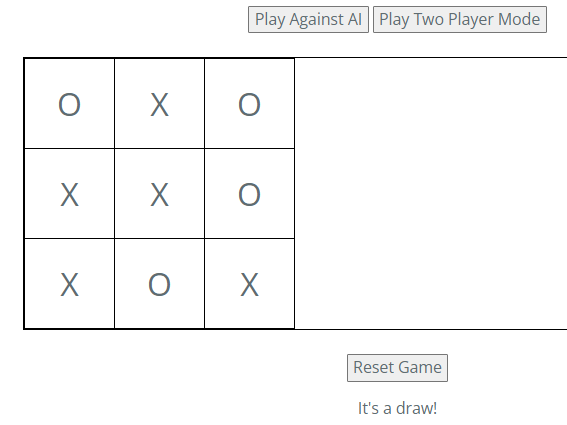 Play Against AI Play Two Player Mode
O X O
X X O
X O X
Reset Game
It's a draw!